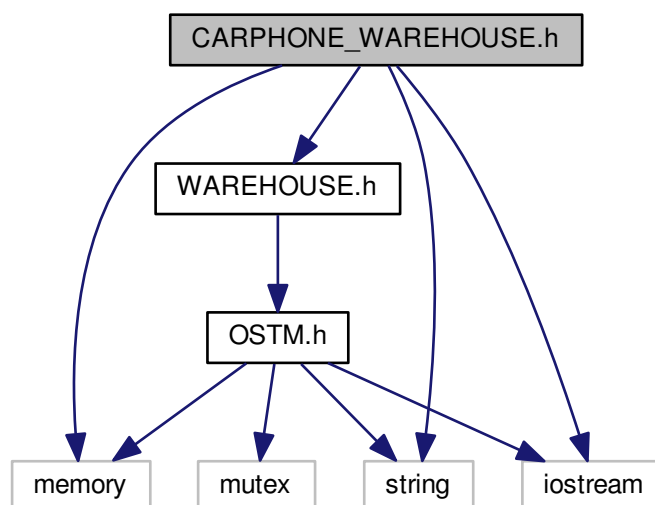 CARPHONE_WAREHOUSE.h
WAREHOUSE.h
OSTM.h
memory
mutex
string
iostream